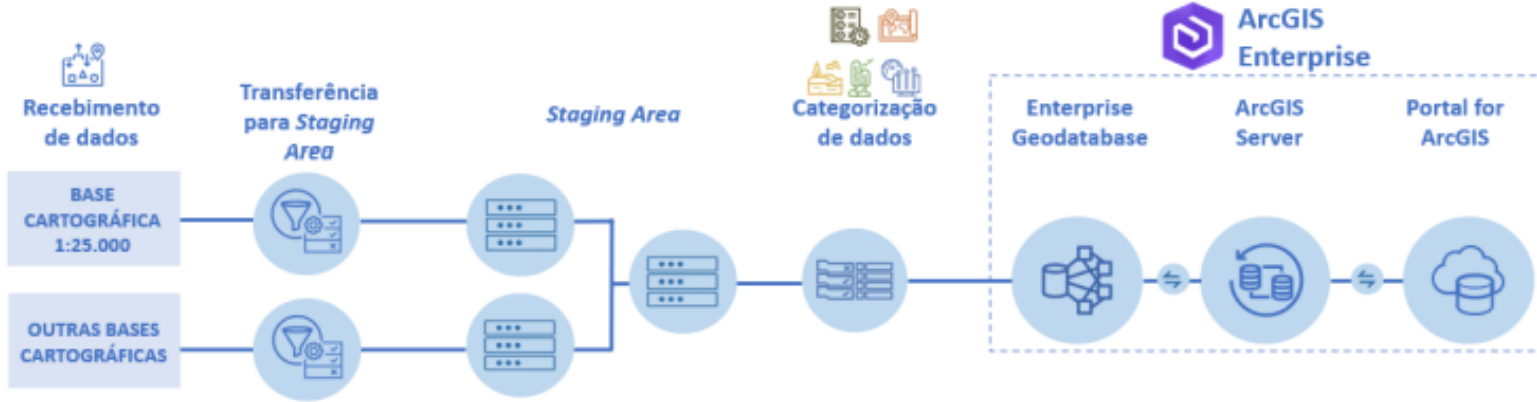 ArcGIS
Enterprise
Recebimento
de dados
Transferência
para Staging
Area
Staging Area
Categorização
de dados
Enterprise
Geodatabase
ArcGIS
Server
Portal for
ArcGIS
BASE
CARTOGRÁFICA
1:25.000
OUTRAS BASES
CARTOGRÁFICAS